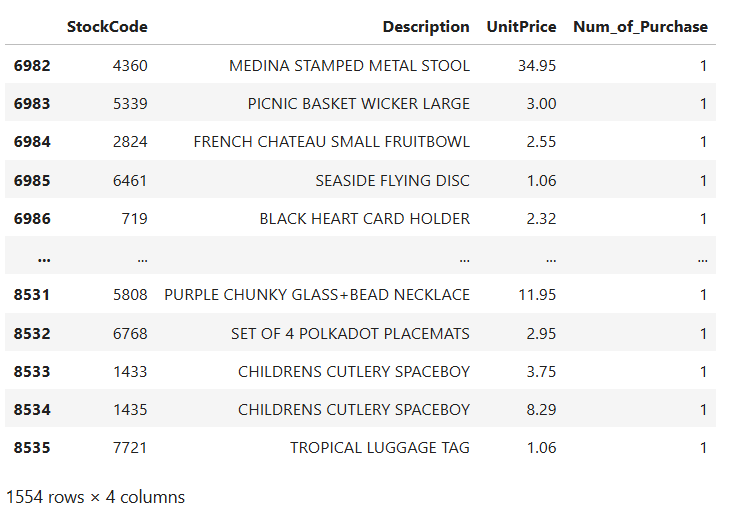 StockCode Description UnitPrice Num_of_Purchase
6982 4360 MEDINA STAMPED METAL STOOL 34.95 1
6983 5339 PICNIC BASKET WICKER LARGE 3.00 1
6984 2824 FRENCH CHATEAU SMALL FRUITBOWL 2.55 1
6985 6461 SEASIDE FLYING DISC 1.06 1
6986 719 BLACK HEART CARD HOLDER 2.32 1
... ... ... ... ...
8531 5808 PURPLE CHUNKY GLASS+BEAD NECKLACE 11.95 1
8532 6768 SET OF 4 POLKADOT PLACEMATS 2.95 1
8533 1433 CHILDRENS CUTLERY SPACEBOY 3.75 1
8534 1435 CHILDRENS CUTLERY SPACEBOY 8.29 1
8535 7721 TROPICAL LUGGAGE TAG 1.06 1
1554 rows × 4 columns